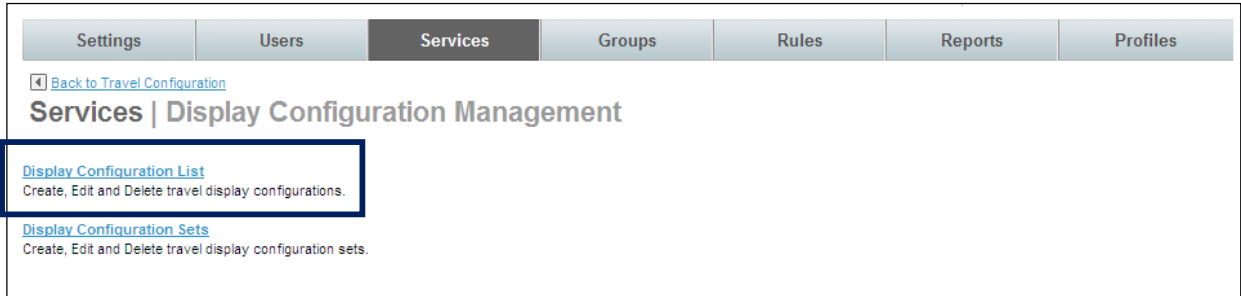 Settings Users Services Groups Rules Reports Profiles
Back to Travel Configuration
Services | Display Configuration Management
Display Configuration List
Create, Edit and Delete travel display configurations.
Display Configuration Sets
Create, Edit and Delete travel display configuration sets.